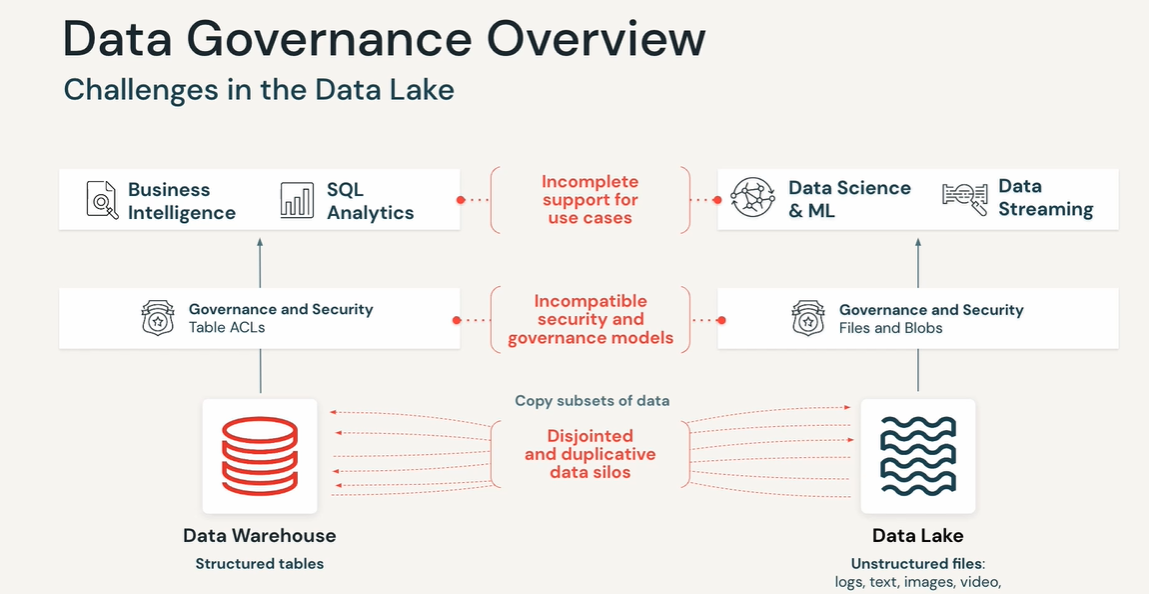 Data Governance Overview
Challenges in the Data Lake
Business
Intelligence
SQL
Analytics
Incomplete
support for
use cases
Data Science
& ML
Data
Streaming
Governance and Security
Table ACLs
Incompatible
security and
governance models
Governance and Security
Files and Blobs
Copy subsets of data
Disjointed
and duplicative
data silos
Data Warehouse
Structured tables
Data Lake
Unstructured files:
logs, text, images, video,